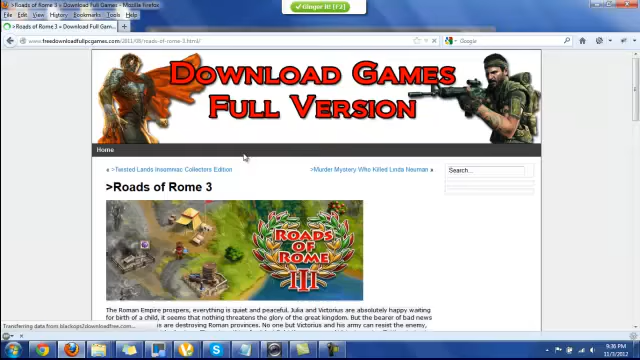 >Roads of Rome 3 » Download Full Games - Mozilla Firefox
Ginger It! [F2]
File Edit View History Bookmarks Tools Help
>Roads of Rome 3 » Download Full Gam...
www.freedownloadfullpcgames.com/2011/09/roads-of-rome-3.html/
Google
DOWNLOAD GAMES
FULL VERSION
Home
« >Twisted Lands Insomniac Collectors Edition
>Murder Mystery Who Killed Linda Neuman »
Search...
>Roads of Rome 3
ROADS
OF
ROME
III
The Roman Empire prospers, everything is quiet and peaceful. Julia and Victorius are absolutely happy waiting
for birth of a child, it seems that nothing threatens the glory of the great kingdom. But the bearer of bad news
is are destroying Roman provinces. No one but Victorius and his army can resist the enemy,
Transferring data from blackops2downloadfree.com...
9:36 PM
11/3/2012